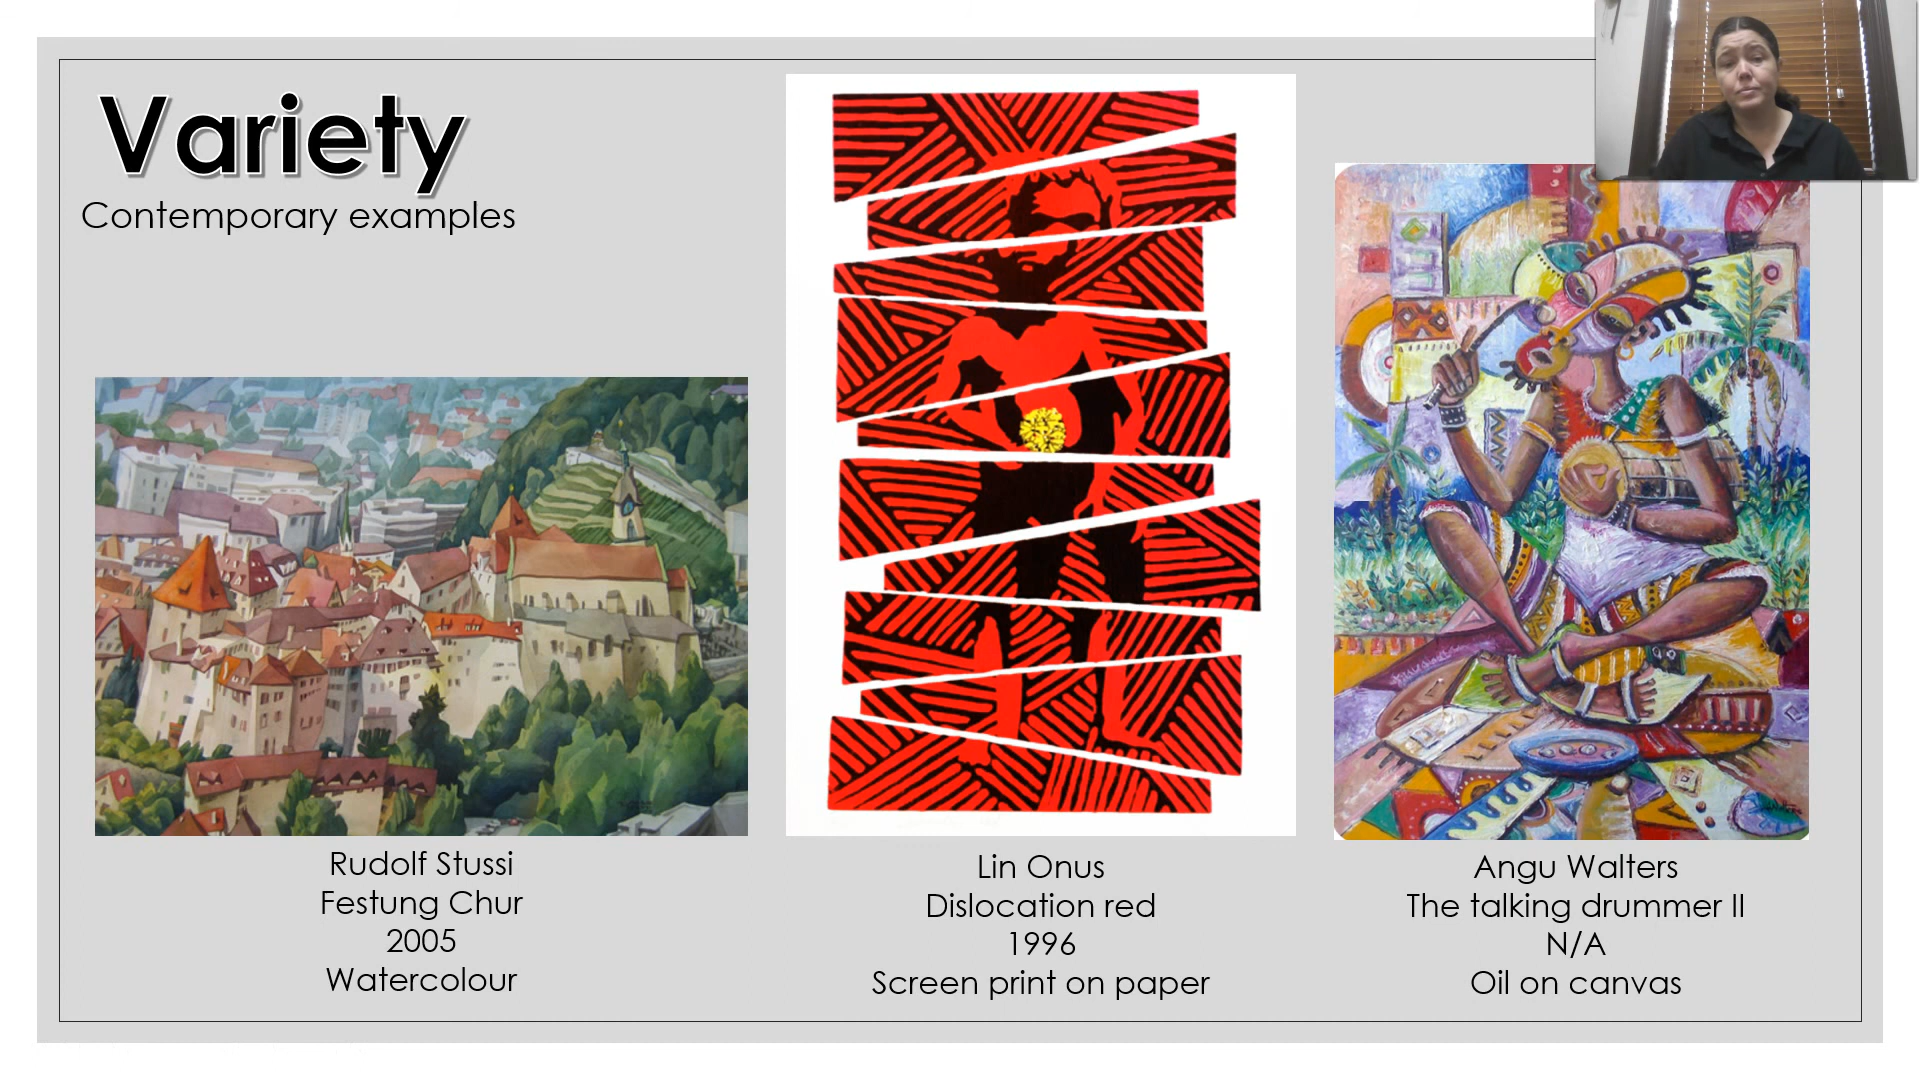 Variety
Contemporary examples
Rudolf Stussi
Festung Chur
2005
Watercolour
Lin Onus
Dislocation red
1996
Screen print on paper
Angu Walters
The talking drummer II
N/A
Oil on canvas